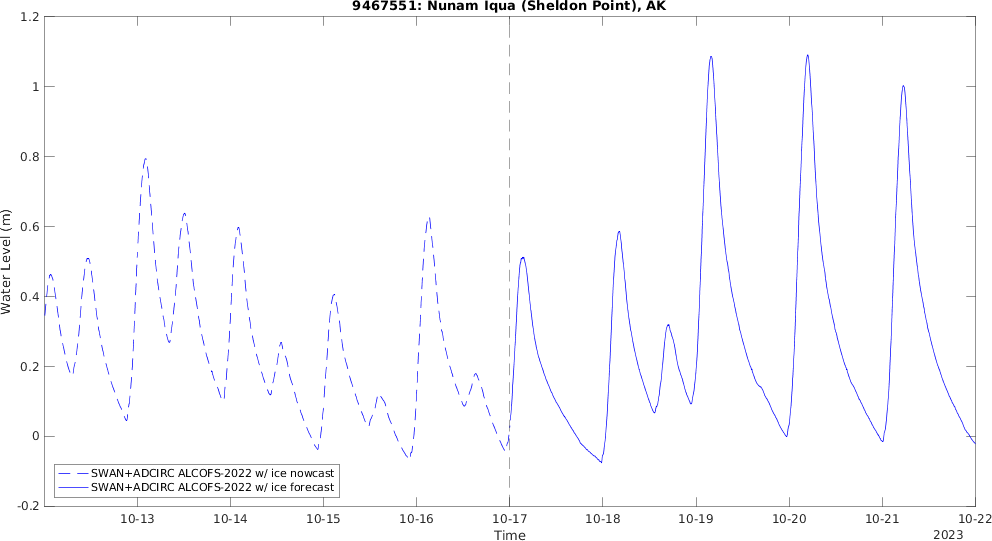 9467551: Nunam Iqua (Sheldon Point), AK
Water Level (m)
1.2
1
0.8
0.6
0.4
0.2
0
-0.2
SWAN+ADCIRC ALCOFS-2022 w/ ice nowcast
SWAN+ADCIRC ALCOFS-2022 w/ ice forecast
10-13 10-14 10-15 10-16 10-17 10-18 10-19 10-20 10-21 10-22
Time
2023